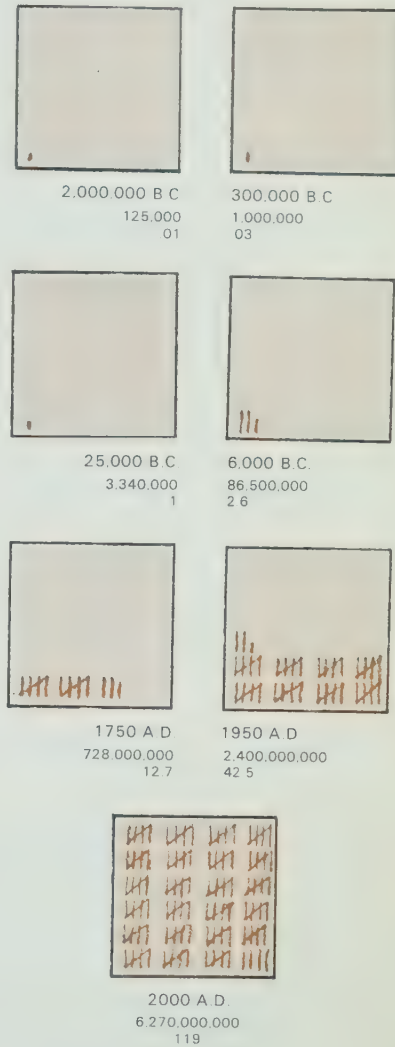 2,000,000 B C
125,000
01
300,000 B C
1,000,000
03
25,000 B C
3,340,000
1
6,000 B.C.
86,500,000
2 6
1750 A D
728,000,000
12.7
1950 A.D
2,400,000,000
42 5
2000 A.D.
6,270,000,000
119